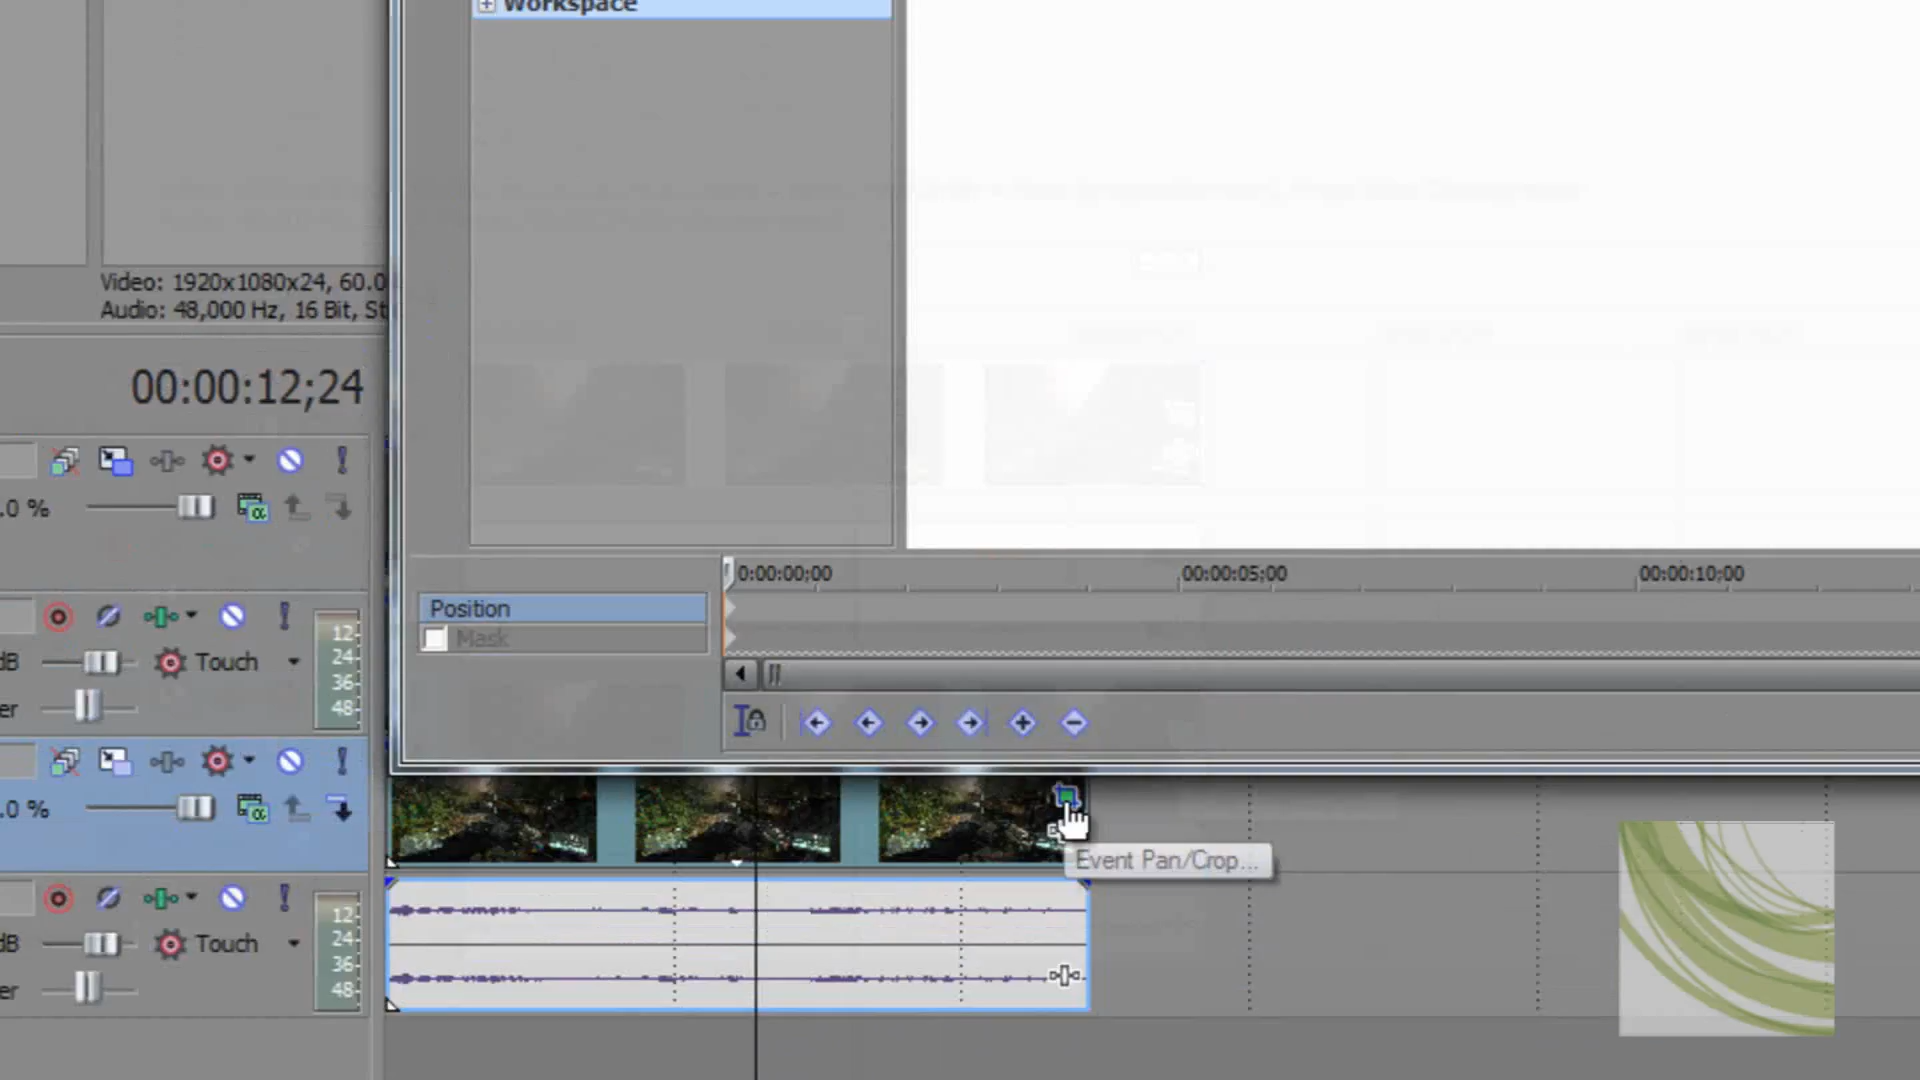 Workspace
Video: 1920x1080x24, 60.0
Audio: 48,000 Hz, 16 Bit, St
00:00:12;24
.0 %
0:00:00;00
00:00:05;00
00:00:10;00
Position
Mask
12
24
36
48
dB
Touch
er
.0 %
Event Pan/Crop...
12
24
36
48
dB
Touch
er